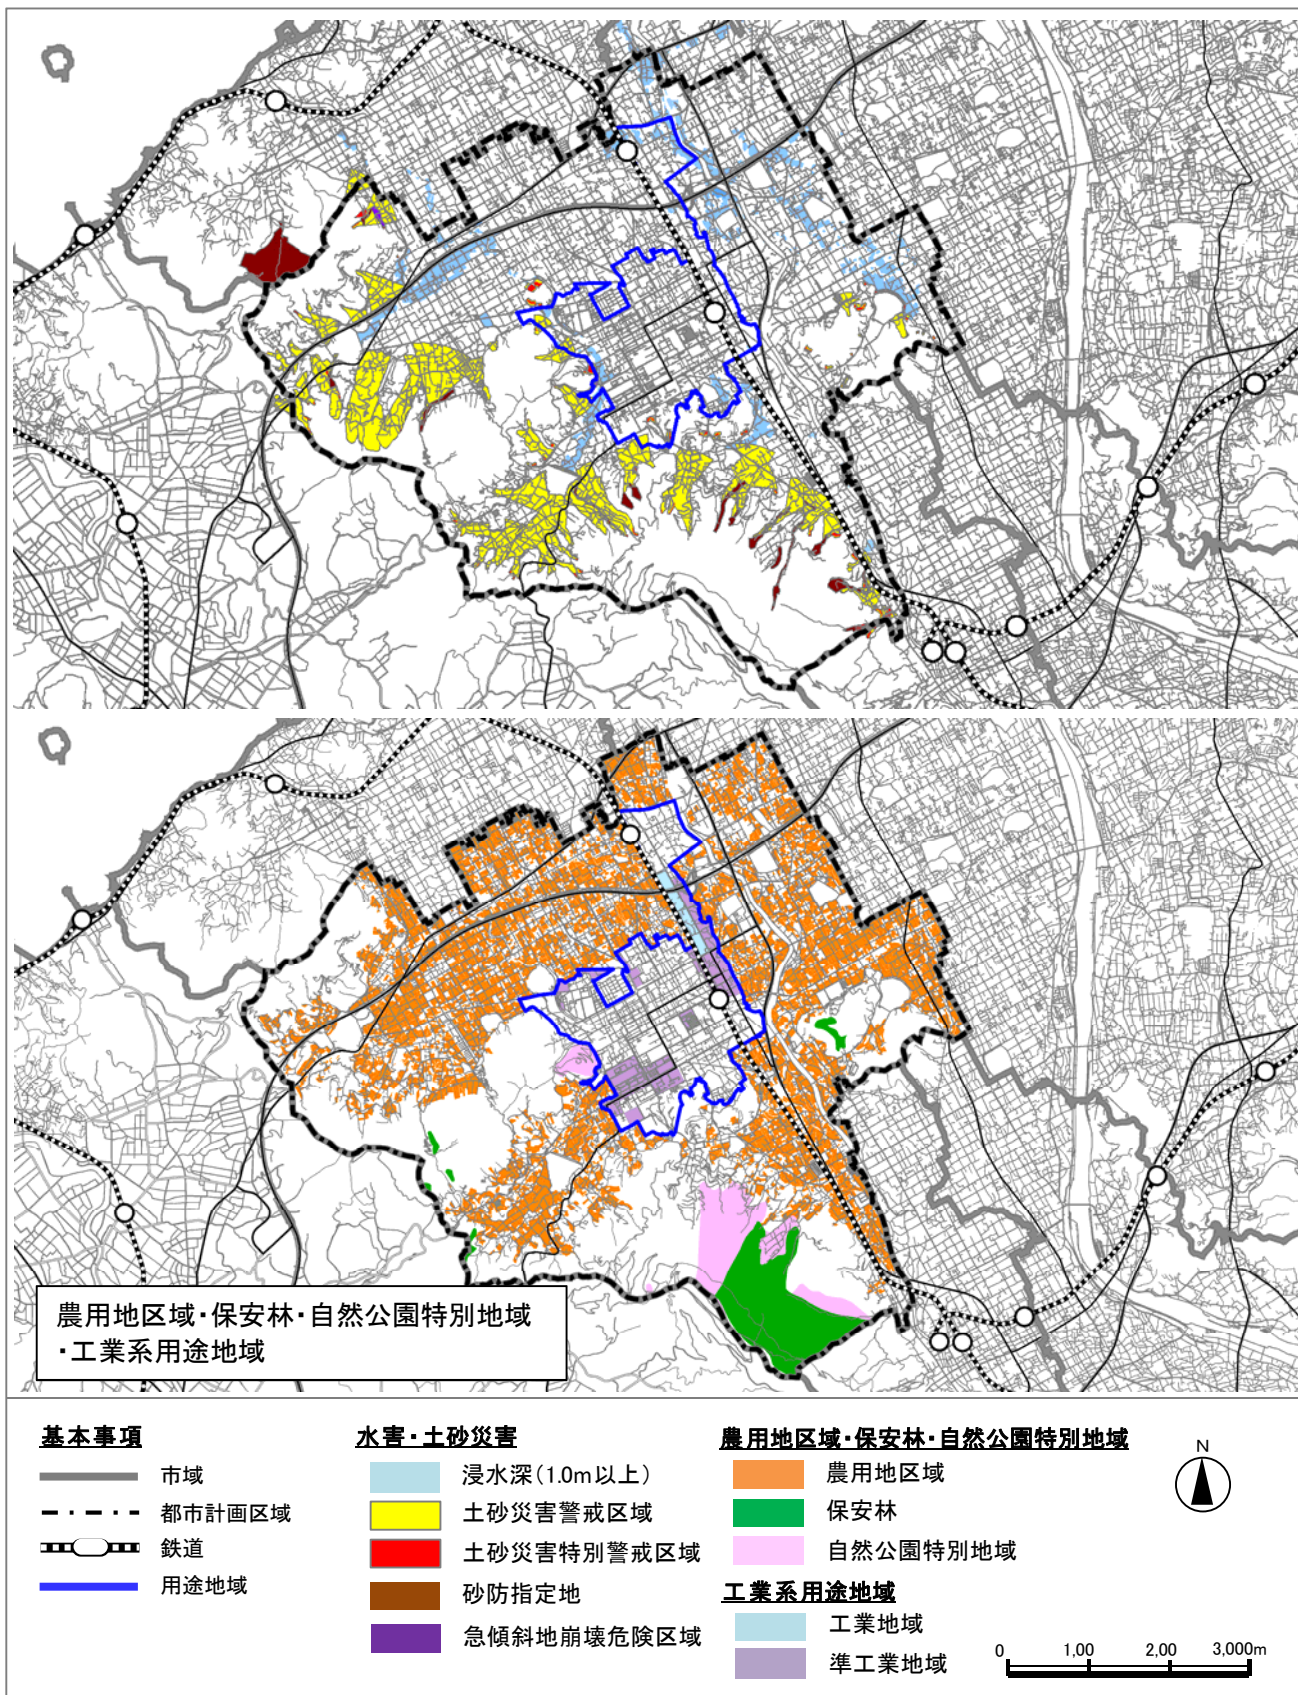 農用地区域・保安林・自然公園特別地域
・工業系用途地域
基本事項
市域
都市計画区域
鉄道
用途地域
水害・土砂災害
浸水深（1.0m以上）
土砂災害警戒区域
土砂災害特別警戒区域
砂防指定地
急傾斜地崩壊危険区域
農用地区域・保安林・自然公園特別地域
農用地区域
保安林
自然公園特別地域
工業系用途地域
工業地域
準工業地域
N
0 1,00 2,00 3,000m